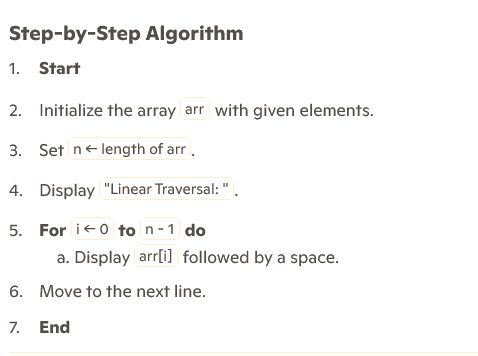 Step-by-Step Algorithm
1. Start
2. Initialize the array arr with given elements.
3. Set n ← length of arr .
4. Display "Linear Traversal: " .
5. For i ← 0 to n - 1 do
a. Display arr[i] followed by a space.
6. Move to the next line.
7. End